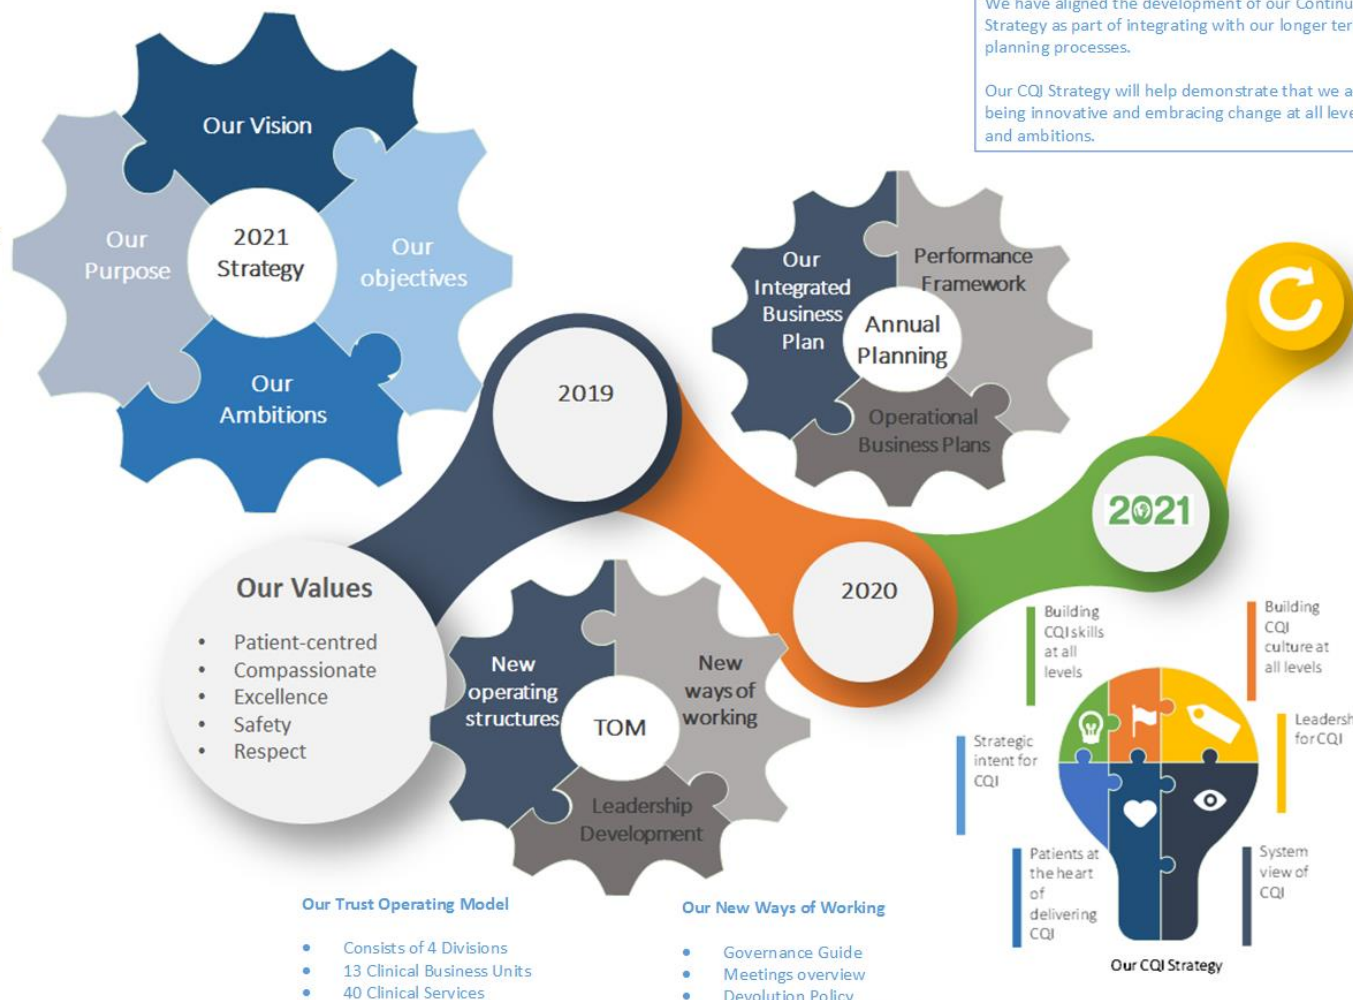 We have aligned the development of our Continu
Strategy as part of integrating with our longer ter
planning processes.
Our CQI Strategy will help demonstrate that we a
being innovative and embracing change at all leve
and ambitions.
Our Vision
Our
Purpose
2021
Strategy
Our
objectives
Our
Ambitions
Our
Integrated
Business
Plan
Performance
Framework
Annual
Planning
Operational
Business Plans
2019
2020
2021
Our Values
• Patient-centred
• Compassionate
• Excellence
• Safety
• Respect
New
operating
structures
New
ways of
working
TOM
Leadership
Development
Building
CQI skills
at all
levels
Building
CQI
culture at
all levels
Strategic
intent for
CQI
Leadersh
for CQI
Patients at
the heart
of
delivering
CQI
System
view of
CQI
Our CQI Strategy
Our Trust Operating Model
• Consists of 4 Divisions
• 13 Clinical Business Units
• 40 Clinical Services
Our New Ways of Working
• Governance Guide
• Meetings overview
• Devolution Policy